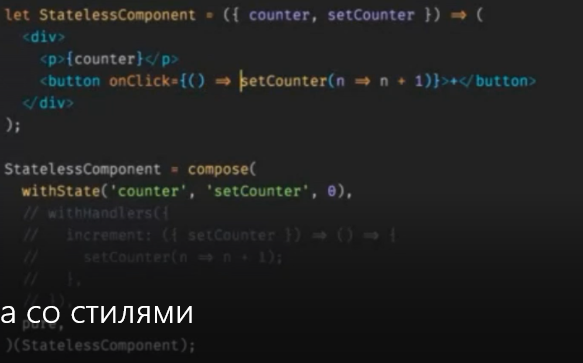 let StatelessComponent = ({ counter, setCounter }) => (
<div>
<p>{counter}</p>
<button onClick={() => setCounter(n => n + 1)}>+</button>
</div>
);
StatelessComponent = compose(
withState('counter', 'setCounter', 0),
// withHandlers({
// increment: ({ setCounter }) => () => {
// setCounter(n => n + 1);
// },
// }),
а со стилями
pure,
)(StatelessComponent);